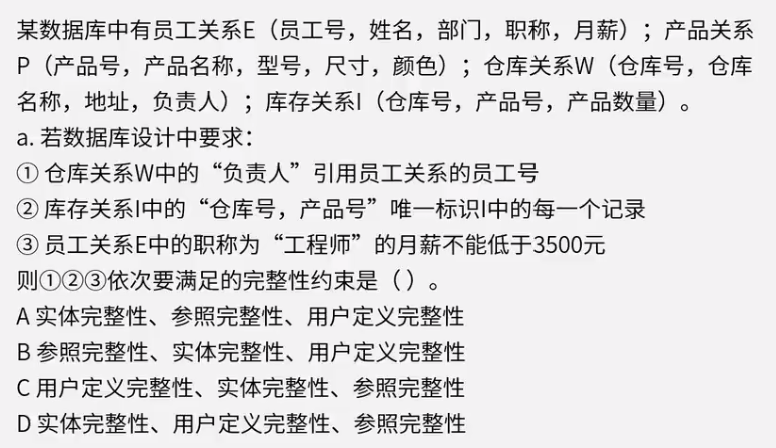 某数据库中有员工关系E（员工号，姓名，部门，职称，月薪）；产品关系
P（产品号，产品名称，型号，尺寸，颜色）；仓库关系W（仓库号，仓库
名称，地址，负责人）；库存关系I（仓库号，产品号，产品数量）。
a. 若数据库设计中要求：
① 仓库关系W中的“负责人”引用员工关系的员工号
② 库存关系I中的“仓库号，产品号”唯一标识I中的每一个记录
③ 员工关系E中的职称为“工程师”的月薪不能低于3500元
则①②③依次要满足的完整性约束是（ ）。
A 实体完整性、参照完整性、用户定义完整性
B 参照完整性、实体完整性、用户定义完整性
C 用户定义完整性、实体完整性、参照完整性
D 实体完整性、用户定义完整性、参照完整性